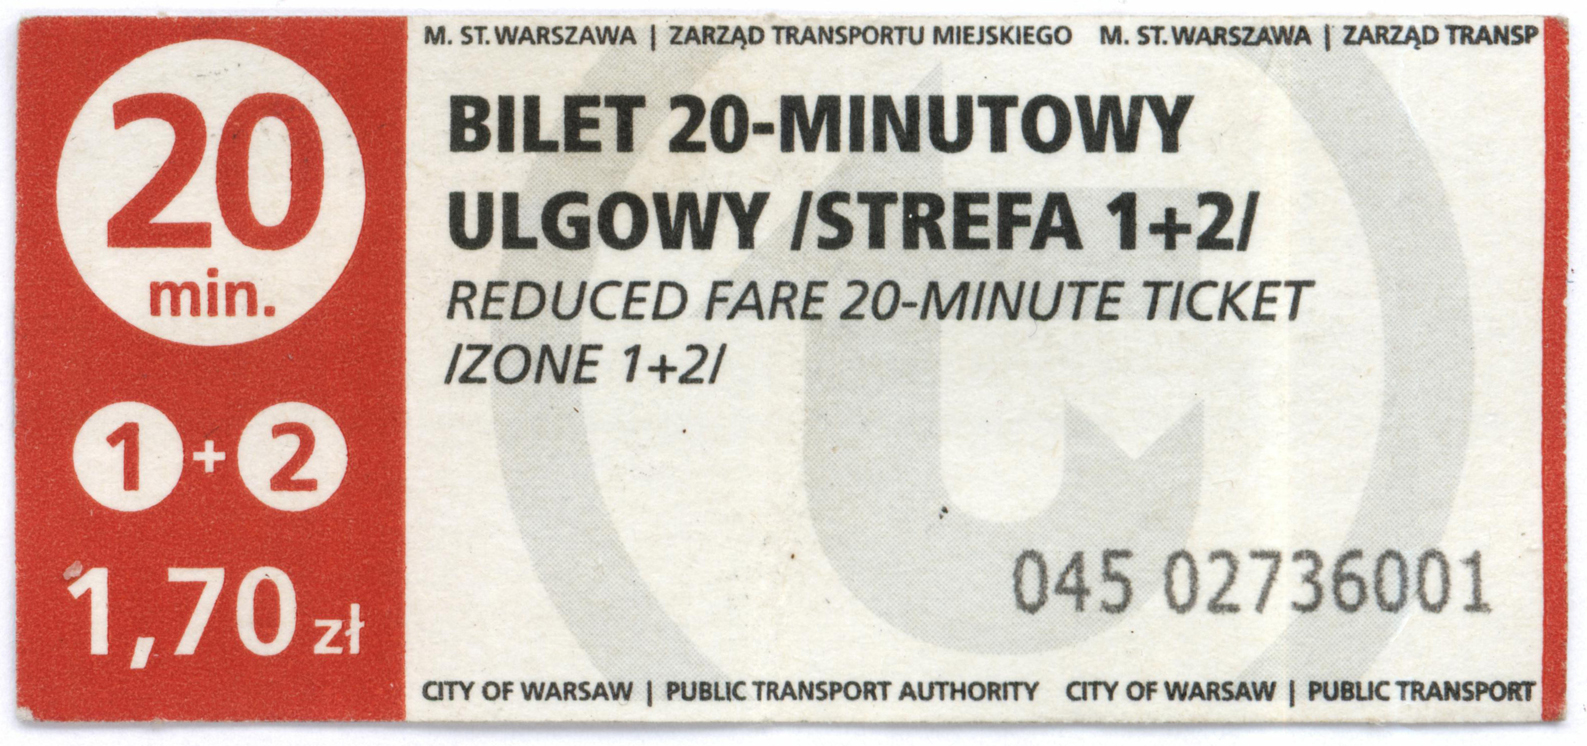 M. ST. WARSZAWA | ZARZĄD TRANSPORTU MIEJSKIEGO M. ST. WARSZAWA | ZARZĄD TRANSP
20
min.
1 + 2
1,70 zł
BILET 20-MINUTOWY
ULGOWY /STREFA 1+2/
REDUCED FARE 20-MINUTE TICKET
/ZONE 1+2/
045 02736001
CITY OF WARSAW | PUBLIC TRANSPORT AUTHORITY CITY OF WARSAW | PUBLIC TRANSPORT